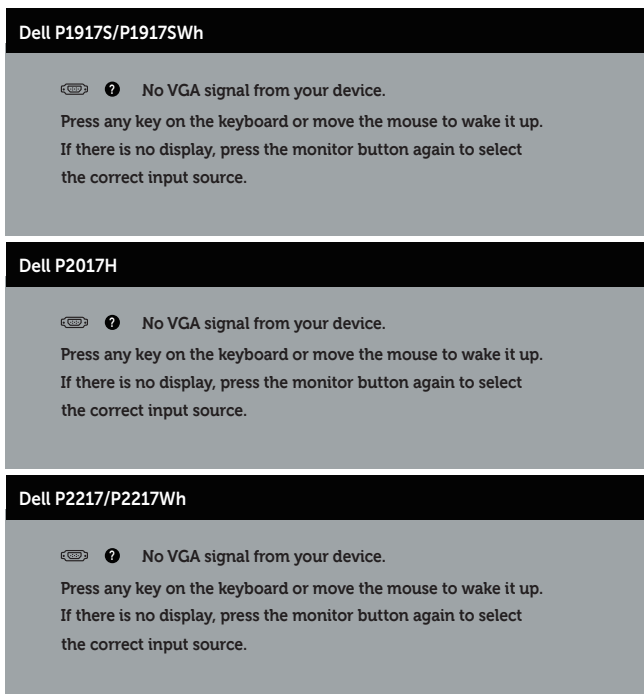 Dell P1917S/P1917SWh
? No VGA signal from your device.
Press any key on the keyboard or move the mouse to wake it up.
If there is no display, press the monitor button again to select
the correct input source.
Dell P2017H
? No VGA signal from your device.
Press any key on the keyboard or move the mouse to wake it up.
If there is no display, press the monitor button again to select
the correct input source.
Dell P2217/P2217Wh
? No VGA signal from your device.
Press any key on the keyboard or move the mouse to wake it up.
If there is no display, press the monitor button again to select
the correct input source.